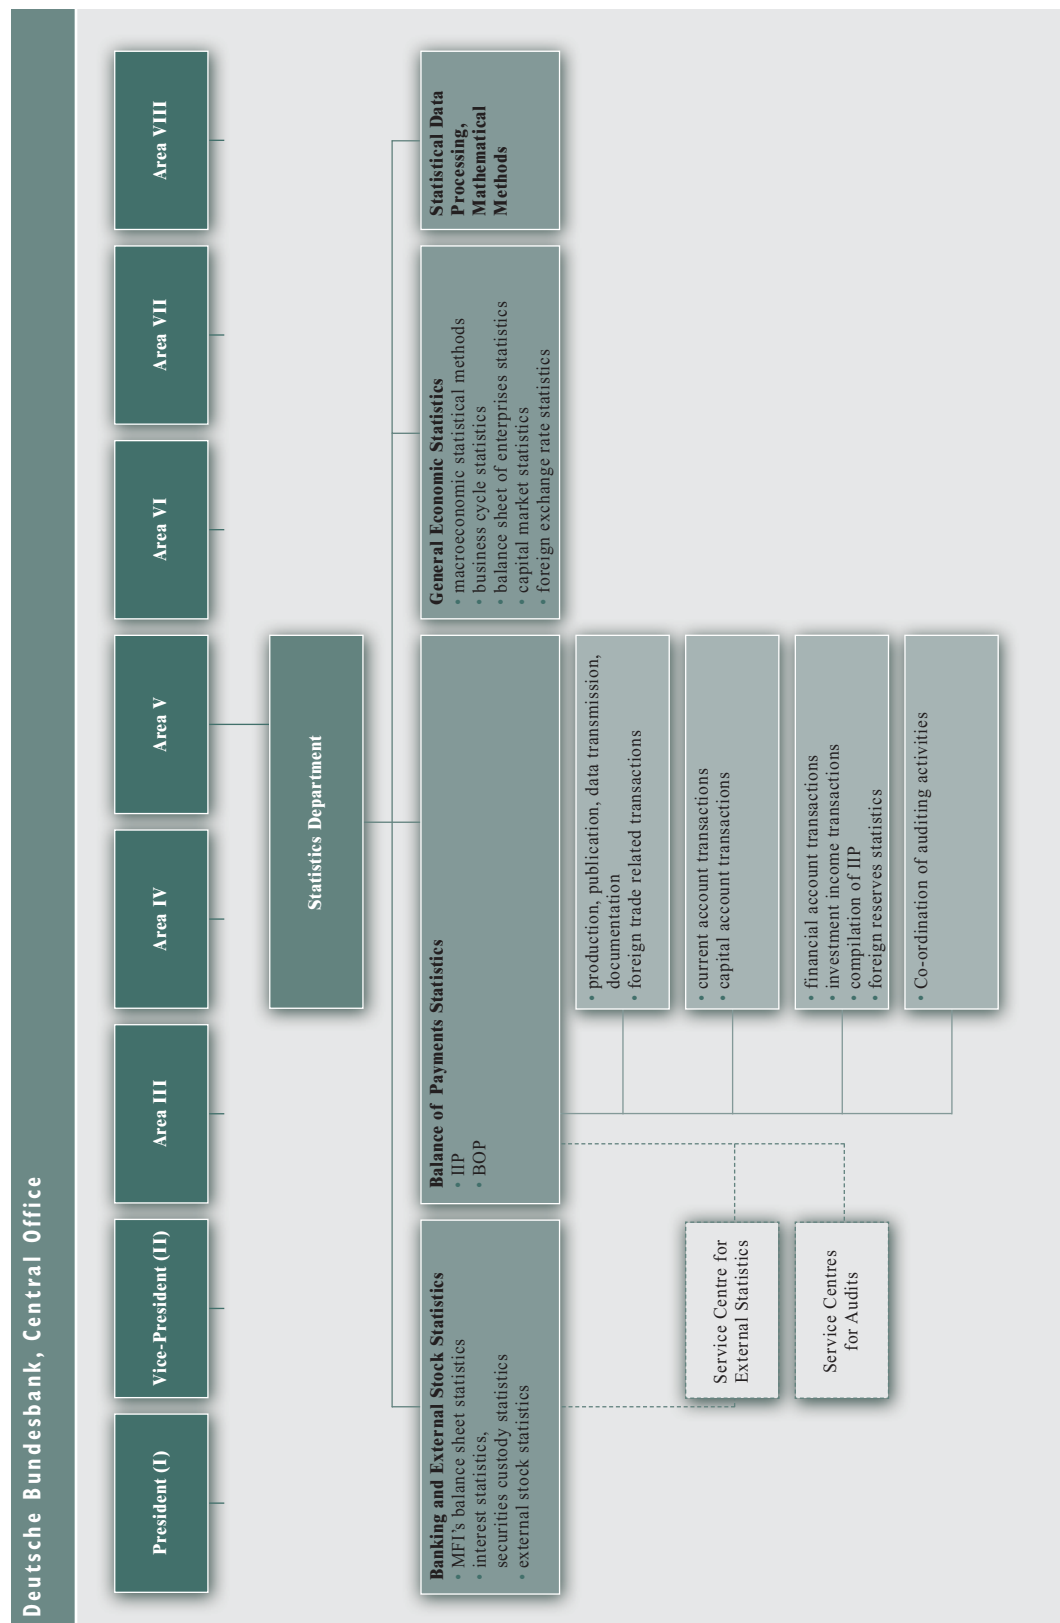 Deutsche Bundesbank, Central Office
President (I)
Vice-President (II)
Area III
Area IV
Area V
Area VI
Area VII
Area VIII
Statistics Department
Banking and External Stock Statistics
• MFI's balance sheet statistics
• interest statistics,
securities custody statistics
• external stock statistics
Balance of Payments Statistics
• IIP
• BOP
General Economic Statistics
• macroeconomic statistical methods
• business cycle statistics
• balance sheet of enterprises statistics
• capital market statistics
• foreign exchange rate statistics
Statistical Data
Processing,
Mathematical
Methods
• production, publication, data transmission,
documentation
• foreign trade related transactions
• current account transactions
• capital account transactions
• financial account transactions
• investment income transactions
• compilation of IIP
• foreign reserves statistics
• Co-ordination of auditing activities
Service Centre for
External Statistics
Service Centres
for Audits